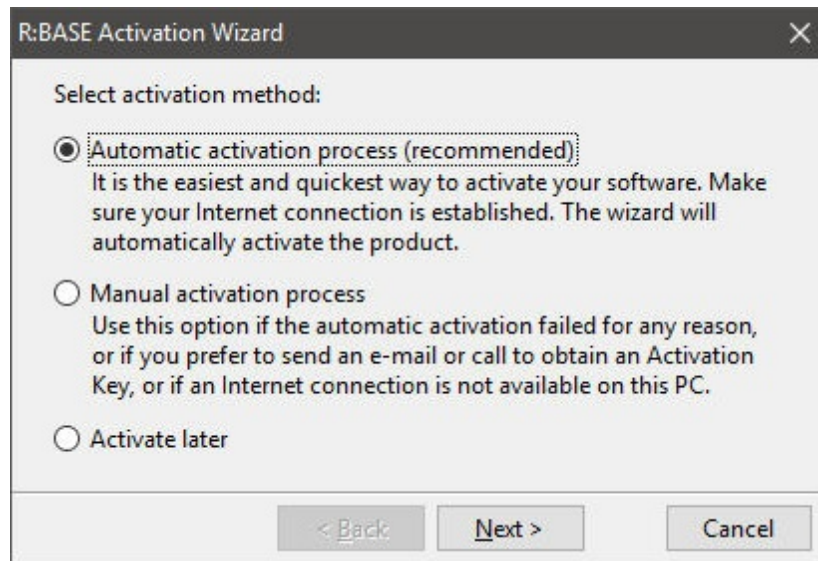 R:BASE Activation Wizard
Select activation method:
Automatic activation process (recommended)
It is the easiest and quickest way to activate your software. Make
sure your Internet connection is established. The wizard will
automatically activate the product.
Manual activation process
Use this option if the automatic activation failed for any reason,
or if you prefer to send an e-mail or call to obtain an Activation
Key, or if an Internet connection is not available on this PC.
Activate later
< Back Next > Cancel